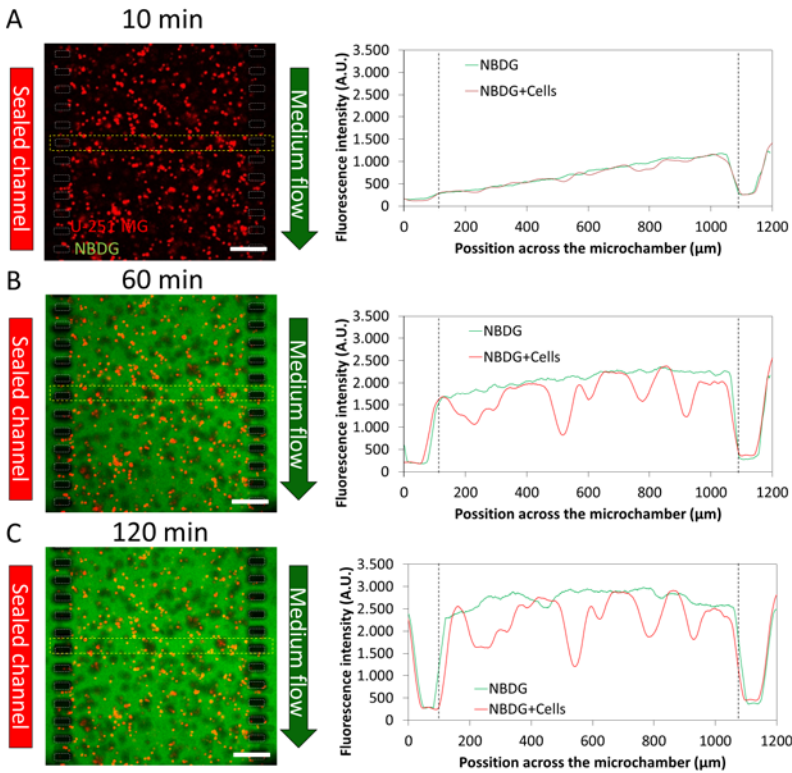 A
10 min
Sealed channel
U-251 MG
NBDG
Medium flow
Fluorescence intensity (A.U.)
3.500
3.000
2.500
2.000
1.500
1.000
500
0
NBDG
NBDG+Cells
0 200 400 600 800 1000 1200
Possition across the microchamber (μm)
B
60 min
Sealed channel
Medium flow
Fluorescence intensity (A.U.)
3.500
3.000
2.500
2.000
1.500
1.000
500
0
NBDG
NBDG+Cells
0 200 400 600 800 1000 1200
Possition across the microchamber (μm)
C
120 min
Sealed channel
Medium flow
Fluorescence intensity (A.U.)
3.500
3.000
2.500
2.000
1.500
1.000
500
0
NBDG
NBDG+Cells
0 200 400 600 800 1000 1200
Possition across the microchamber (μm)